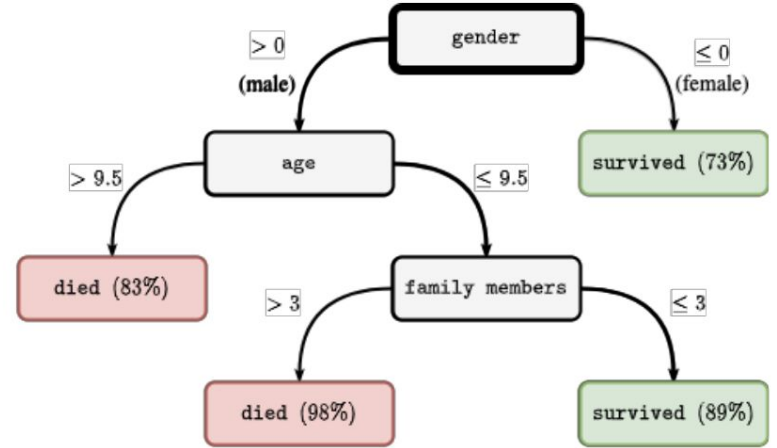 gender
> 0
(male)
≤ 0
(female)
age
survived (73%)
> 9.5
≤ 9.5
died (83%)
family members
> 3
≤ 3
died (98%)
survived (89%)